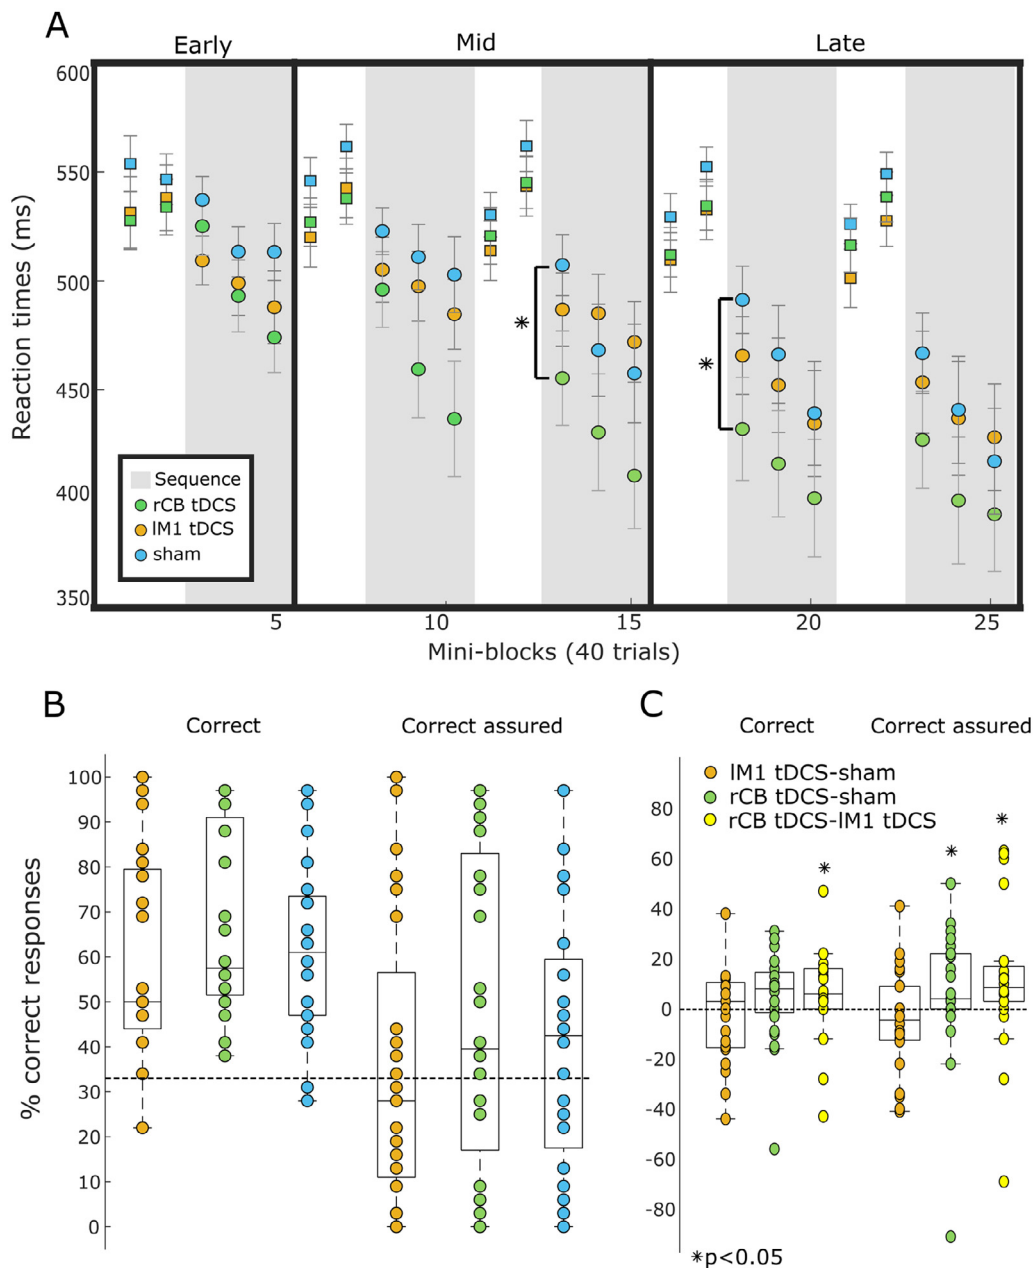 A
Early Mid Late
600
550
500
450
400
350
Reaction times (ms)
*
*
Sequence
rCB tDCS
lM1 tDCS
sham
5 10 15 20 25
Mini-blocks (40 trials)
B
Correct Correct assured
100
90
80
70
60
50
40
30
20
10
0
% correct responses
C
Correct Correct assured
lM1 tDCS-sham
rCB tDCS-sham
rCB tDCS-lM1 tDCS
80
60
40
20
0
-20
-40
-60
-80
*
*
*
*p<0.05